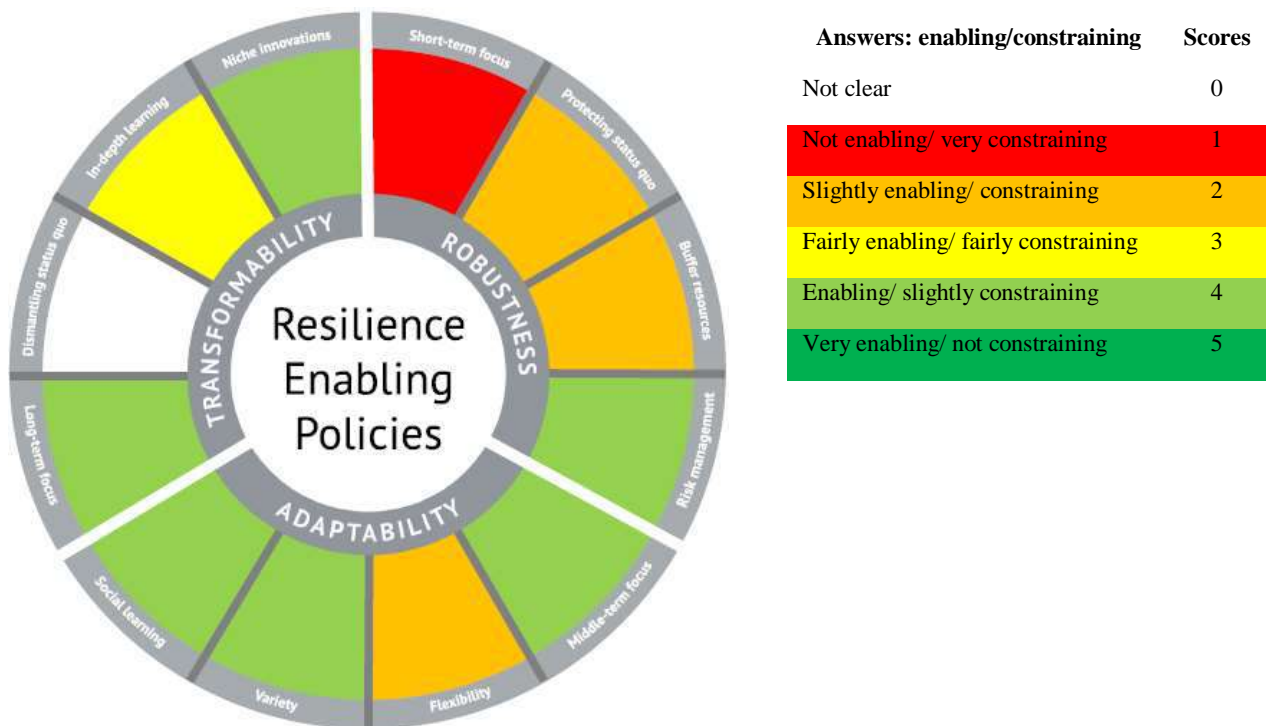 Niche innovations
Short-term focus
Protecting status quo
Buffer resources
Risk management
Middle-term focus
Flexibility
Variety
Social learning
Long-term focus
Dismantling status quo
In-depth learning
TRANSFORMABILITY
ROBUSTNESS
ADAPTABILITY
Resilience
Enabling
Policies
Answers: enabling/constraining Scores
Not clear 0
Not enabling/ very constraining 1
Slightly enabling/ constraining 2
Fairly enabling/ fairly constraining 3
Enabling/ slightly constraining 4
Very enabling/ not constraining 5